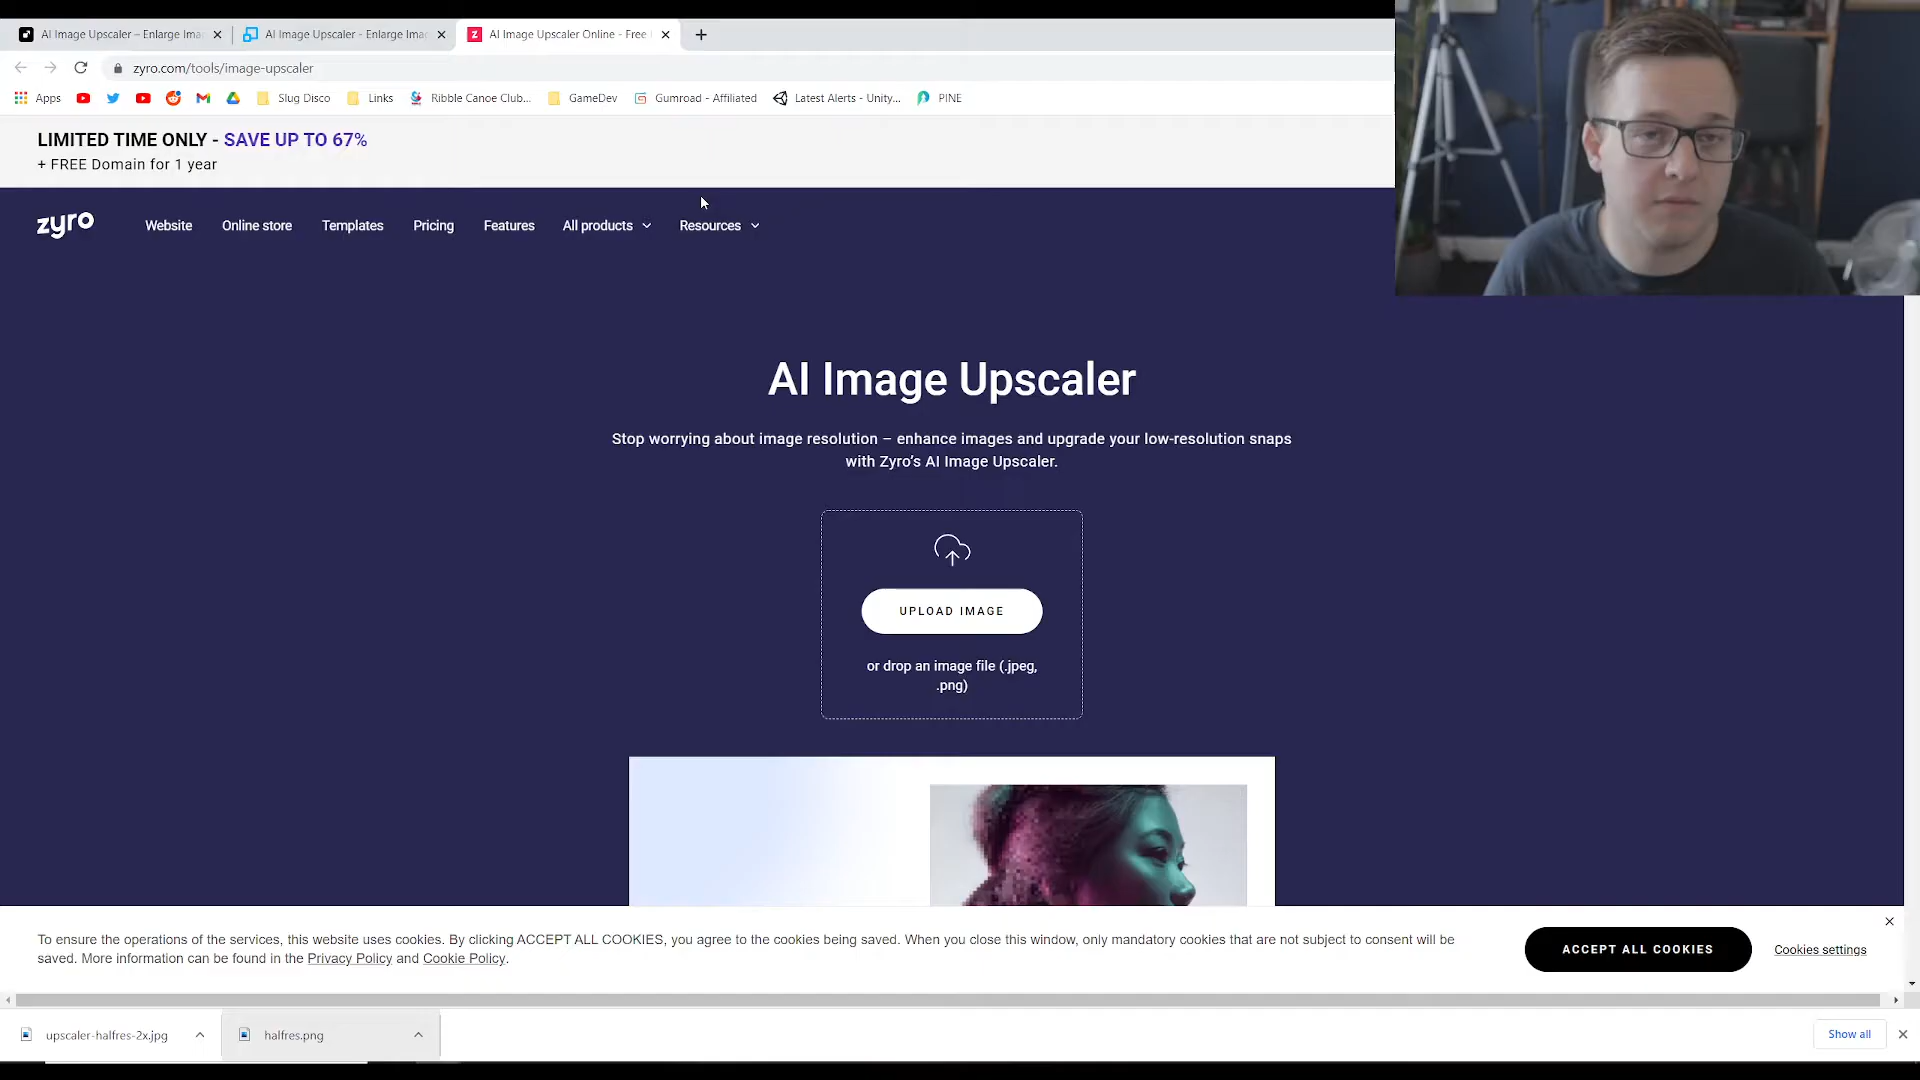 AI Image Upscaler – Enlarge Ima
AI Image Upscaler - Enlarge Ima
AI Image Upscaler Online - Free
zyro.com/tools/image-upscaler
Apps
Slug Disco
Links
Ribble Canoe Club...
GameDev
Gumroad - Affiliated
Latest Alerts - Unity...
PINE
LIMITED TIME ONLY - SAVE UP TO 67%
+ FREE Domain for 1 year
zyro
Website
Online store
Templates
Pricing
Features
All products
Resources
AI Image Upscaler
Stop worrying about image resolution – enhance images and upgrade your low-resolution snaps
with Zyro’s AI Image Upscaler.
UPLOAD IMAGE
or drop an image file (.jpeg,
.png)
To ensure the operations of the services, this website uses cookies. By clicking ACCEPT ALL COOKIES, you agree to the cookies being saved. When you close this window, only mandatory cookies that are not subject to consent will be
saved. More information can be found in the Privacy Policy and Cookie Policy.
ACCEPT ALL COOKIES
Cookies settings
upscaler-halfres-2x.jpg
halfres.png
Show all